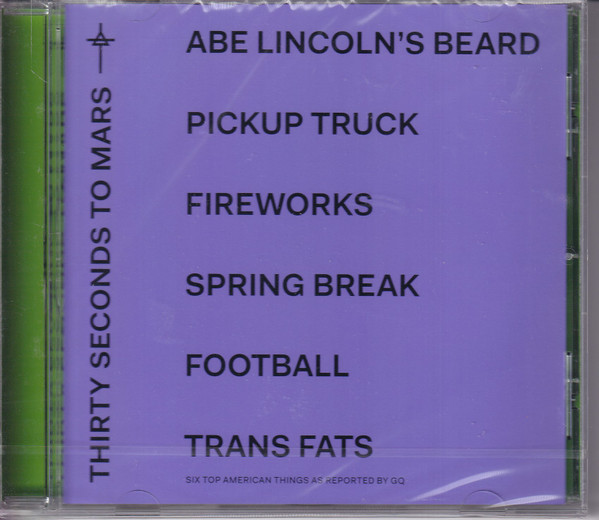 THIRTY SECONDS TO MARS
ABE LINCOLN'S BEARD
PICKUP TRUCK
FIREWORKS
SPRING BREAK
FOOTBALL
TRANS FATS
SIX TOP AMERICAN THINGS AS REPORTED BY GQ